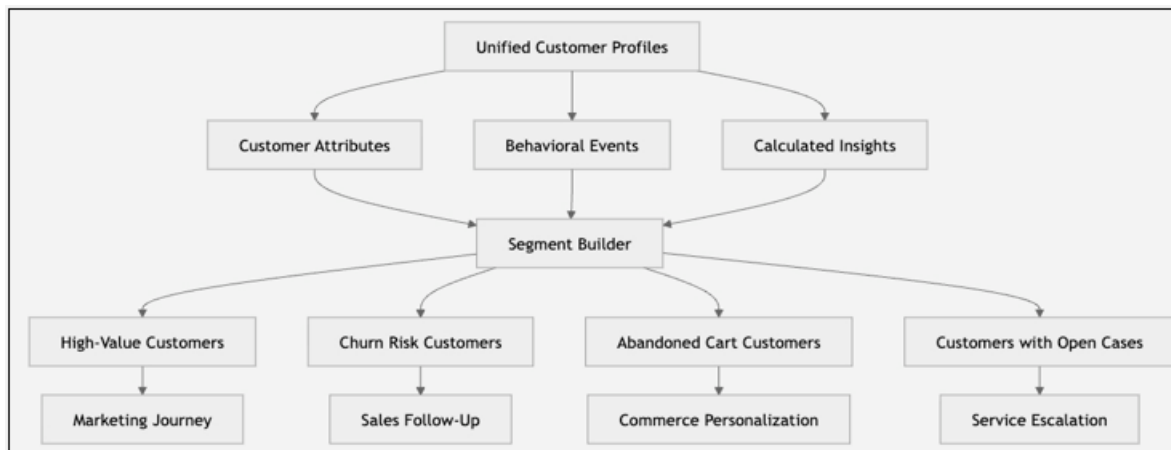 Unified Customer Profiles
Customer Attributes
Behavioral Events
Calculated Insights
Segment Builder
High-Value Customers
Churn Risk Customers
Abandoned Cart Customers
Customers with Open Cases
Marketing Journey
Sales Follow-Up
Commerce Personalization
Service Escalation